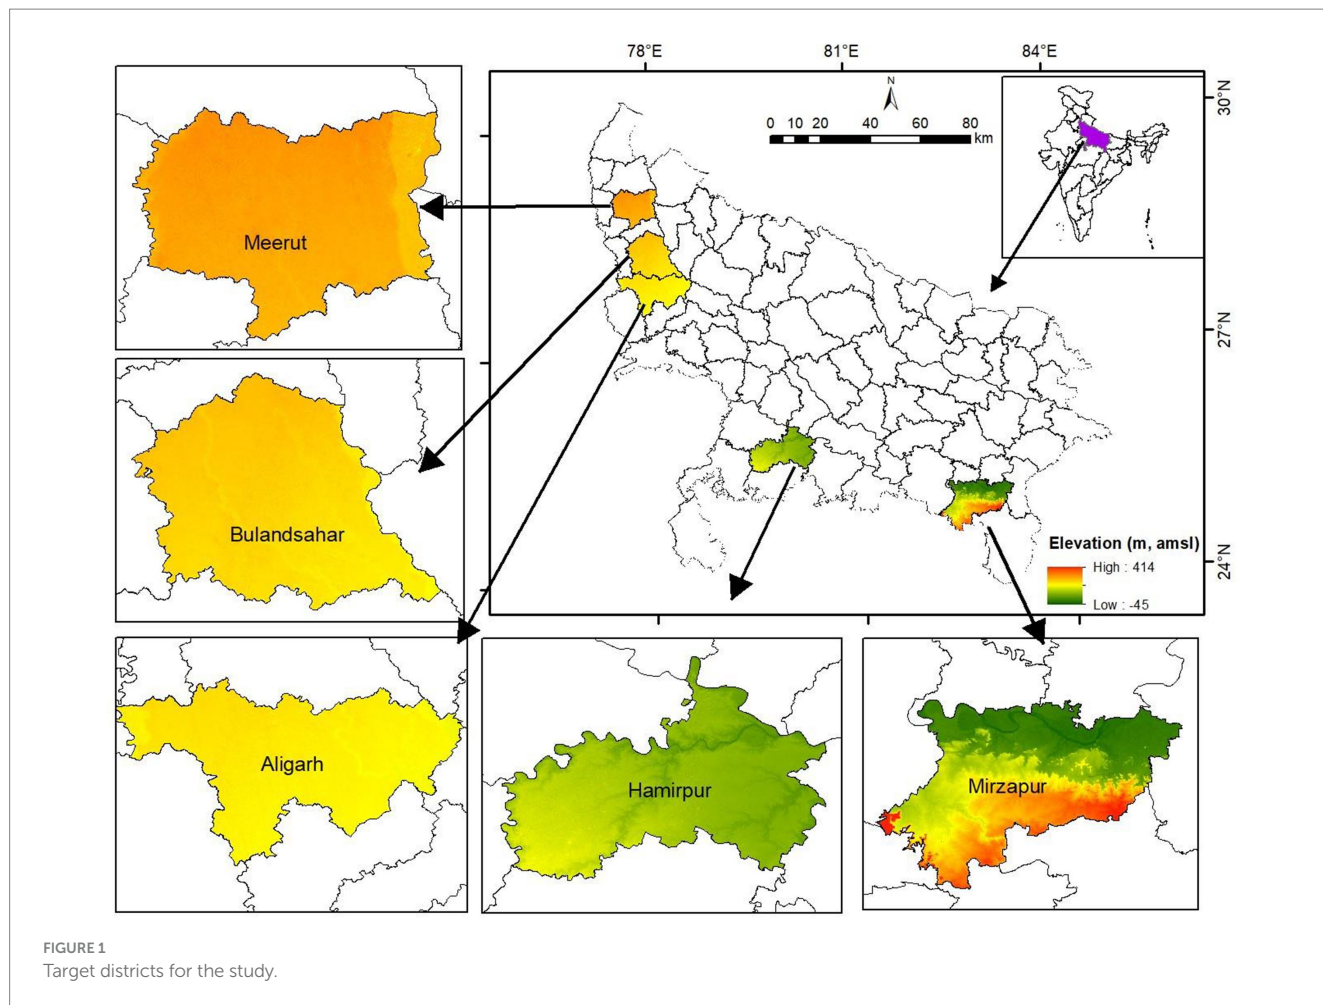 78°E 81°E 84°E
30°N
27°N
24°N
N
0 10 20 40 60 80
km
Elevation (m, amsl)
High : 414
Low : -45
Meerut
Bulandsahar
Aligarh
Hamirpur
Mirzapur
FIGURE 1
Target districts for the study.